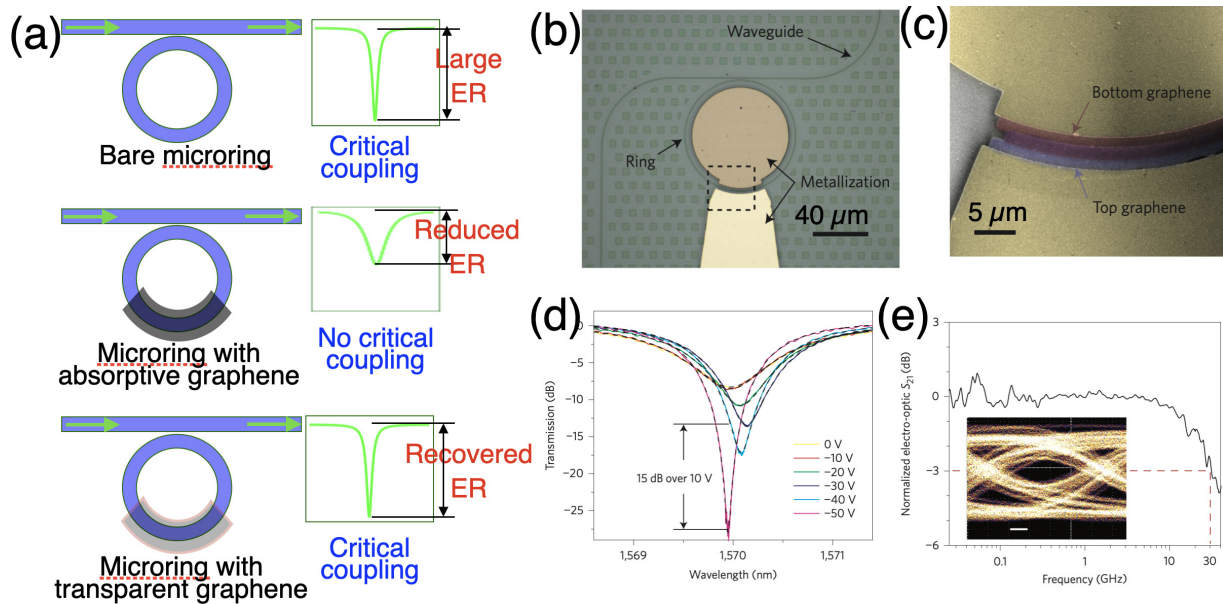 (a)
Large
ER
Bare microring
Critical
coupling
Reduced
ER
Microring with
absorptive graphene
No critical
coupling
Recovered
ER
Microring with
transparent graphene
Critical
coupling
(b)
Waveguide
Ring
Metallization
40 µm
(c)
Bottom graphene
Top graphene
5 µm
(d)
0
−5
−10
−15
−20
−25
Transmission (dB)
15 dB over 10 V
0 V
−10 V
−20 V
−30 V
−40 V
−50 V
1,569
1,570
1,571
Wavelength (nm)
(e)
3
0
−3
−6
Normalized electro-optic S21 (dB)
0.1
1
10
30
Frequency (GHz)